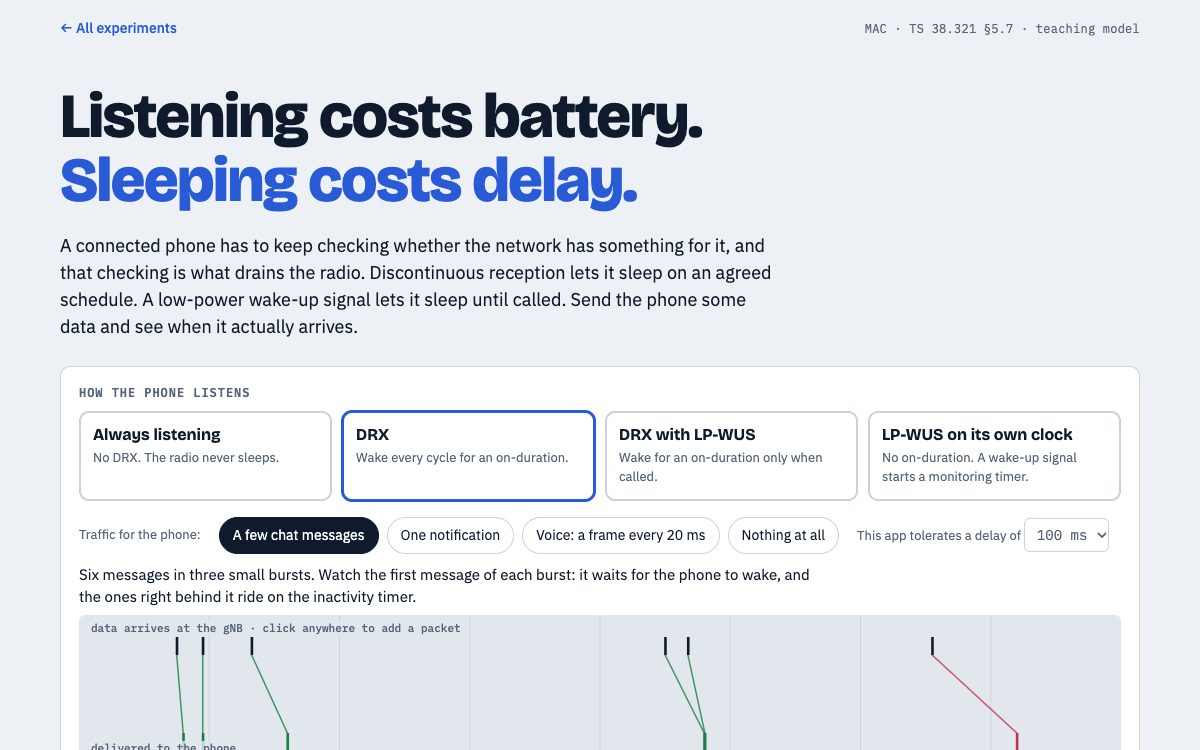 ← All experiments
MAC · TS 38.321 §5.7 · teaching model
Listening costs battery.
Sleeping costs delay.
A connected phone has to keep checking whether the network has something for it, and
that checking is what drains the radio. Discontinuous reception lets it sleep on an agreed
schedule. A low-power wake-up signal lets it sleep until called. Send the phone some
data and see when it actually arrives.
HOW THE PHONE LISTENS
Always listening
No DRX. The radio never sleeps.
DRX
Wake every cycle for an on-duration.
DRX with LP-WUS
Wake for an on-duration only when
called.
LP-WUS on its own clock
No on-duration. A wake-up signal
starts a monitoring timer.
Traffic for the phone:
A few chat messages
One notification
Voice: a frame every 20 ms
Nothing at all
This app tolerates a delay of
100 ms
Six messages in three small bursts. Watch the first message of each burst: it waits for the phone to wake, and
the ones right behind it ride on the inactivity timer.
data arrives at the gNB · click anywhere to add a packet
delivered to the phone